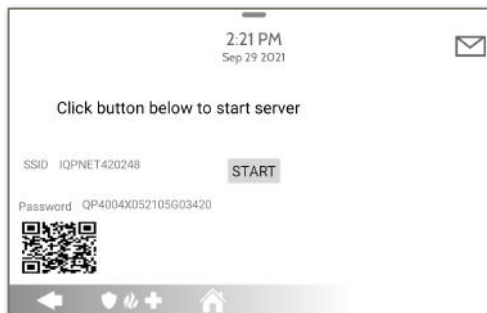 2:21 PM
Sep 29 2021
Click button below to start server
SSID IQPNET420248
START
Password QP4004X052105G03420